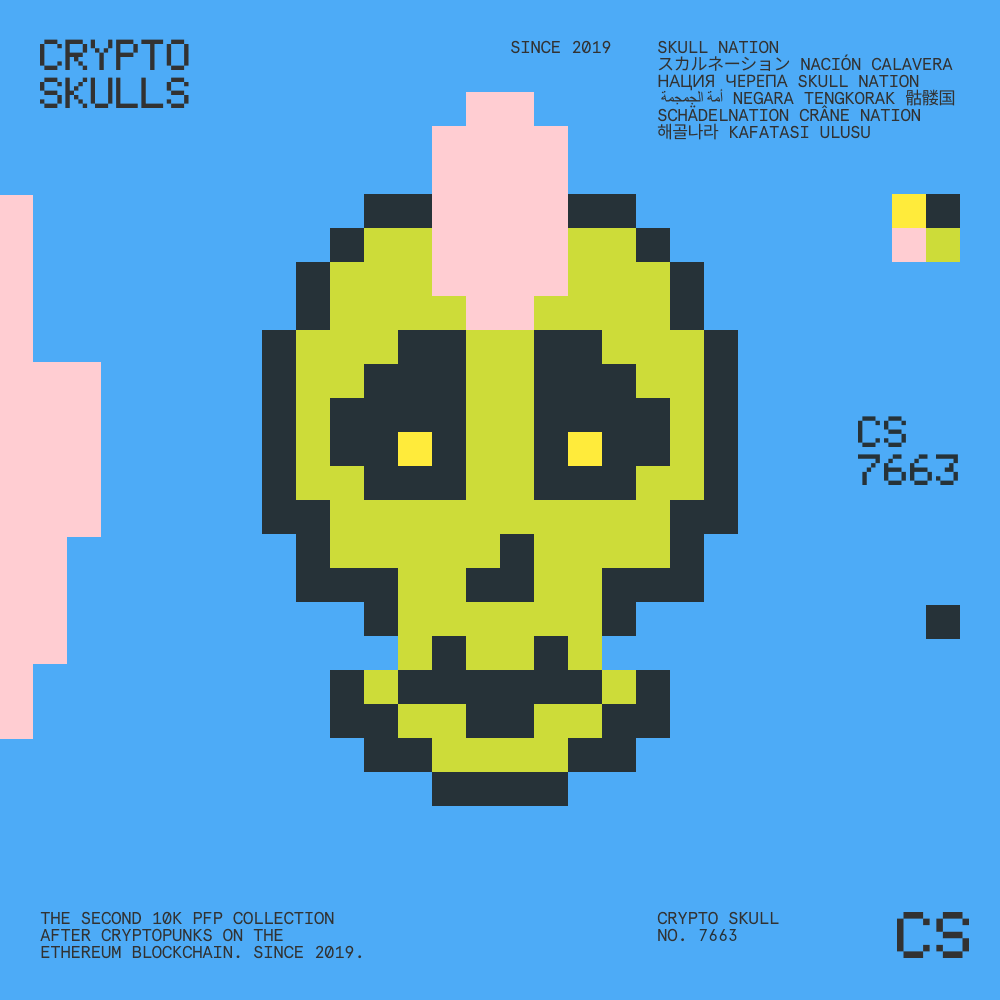 CRYPTO
SKULLS
SINCE 2019
SKULL NATION
スカルネーション NACIÓN CALAVERA
НАЦИЯ ЧЕРЕПА SKULL NATION
أمة الجمجمة NEGARA TENGKORAK 骷髅国
SCHÄDELNATION CRÂNE NATION
해골나라 KAFATASI ULUSU
CS
7663
THE SECOND 10K PFP COLLECTION
AFTER CRYPTOPUNKS ON THE
ETHEREUM BLOCKCHAIN. SINCE 2019.
CRYPTO SKULL
NO. 7663
CS